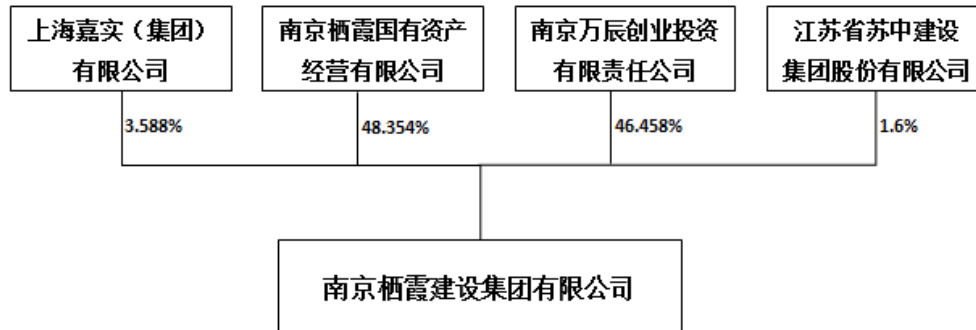 上海嘉实（集团）
有限公司
南京栖霞国有资产
经营有限公司
南京万辰创业投资
有限责任公司
江苏省苏中建设
集团股份有限公司
3.588%
48.354%
46.458%
1.6%
南京栖霞建设集团有限公司